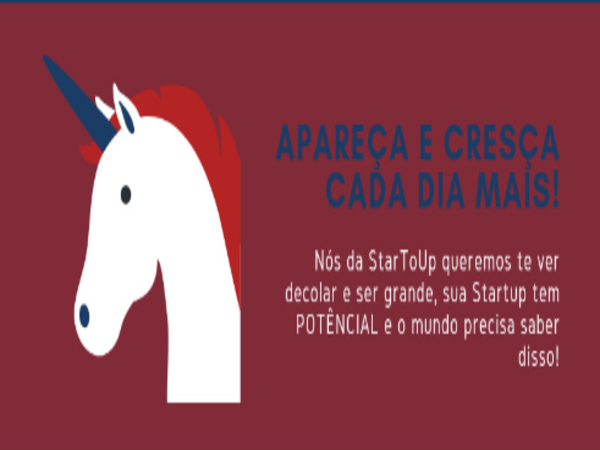 APAREÇA E CRESÇA
CADA DIA MAIS!
Nós da StarToUp queremos te ver
decolar e ser grande, sua Startup tem
POTÊNCIAL e o mundo precisa saber
disso!